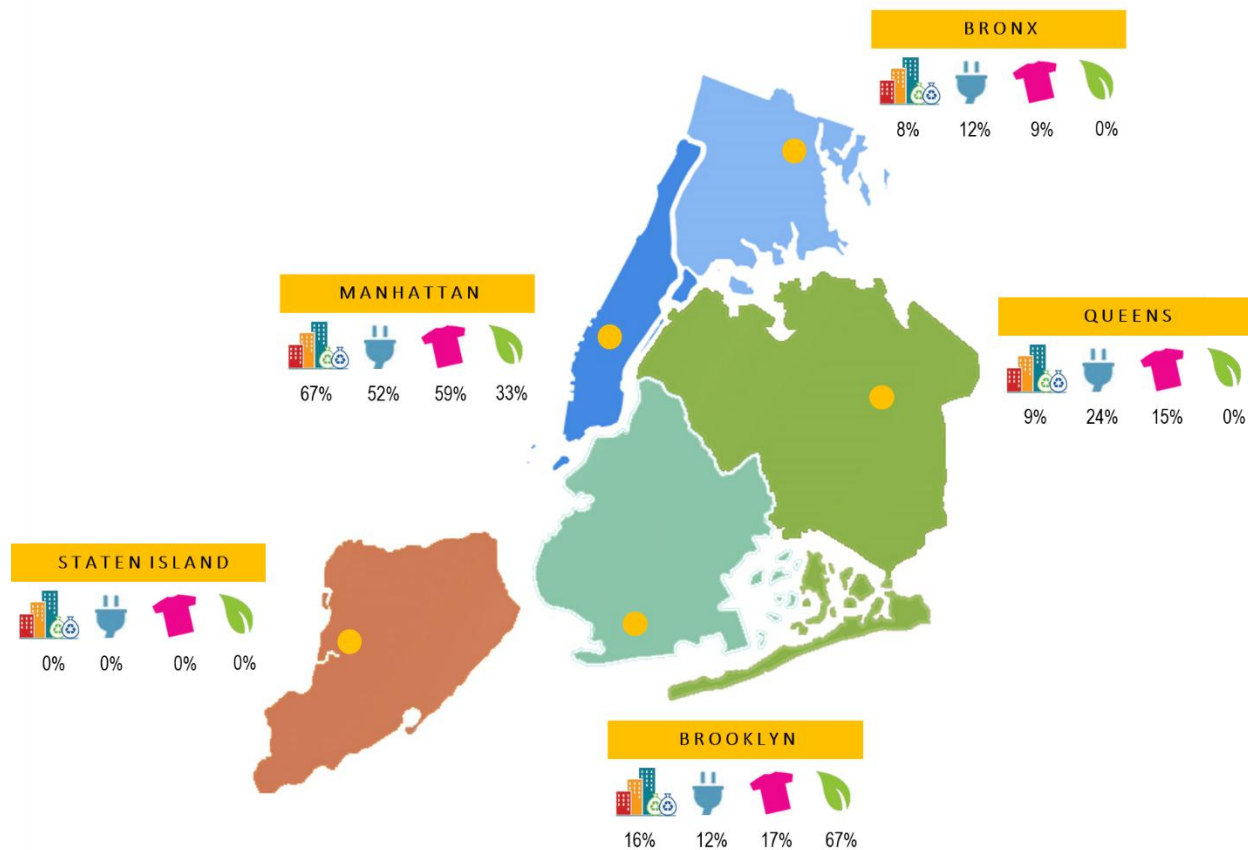 BRONX
8% 12% 9% 0%
MANHATTAN
67% 52% 59% 33%
QUEENS
9% 24% 15% 0%
STATEN ISLAND
0% 0% 0% 0%
BROOKLYN
16% 12% 17% 67%